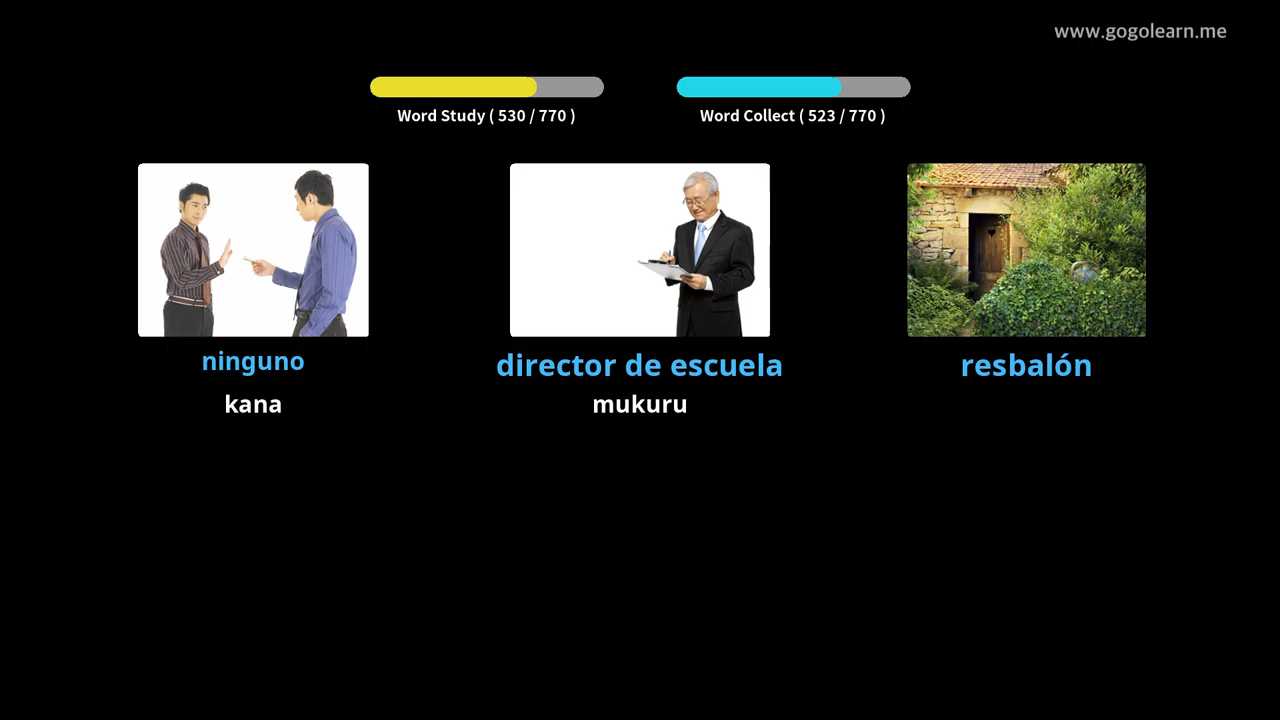 www.gogolearn.me
Word Study ( 530 / 770 )
Word Collect ( 523 / 770 )
ninguno
kana
director de escuela
mukuru
resbalón